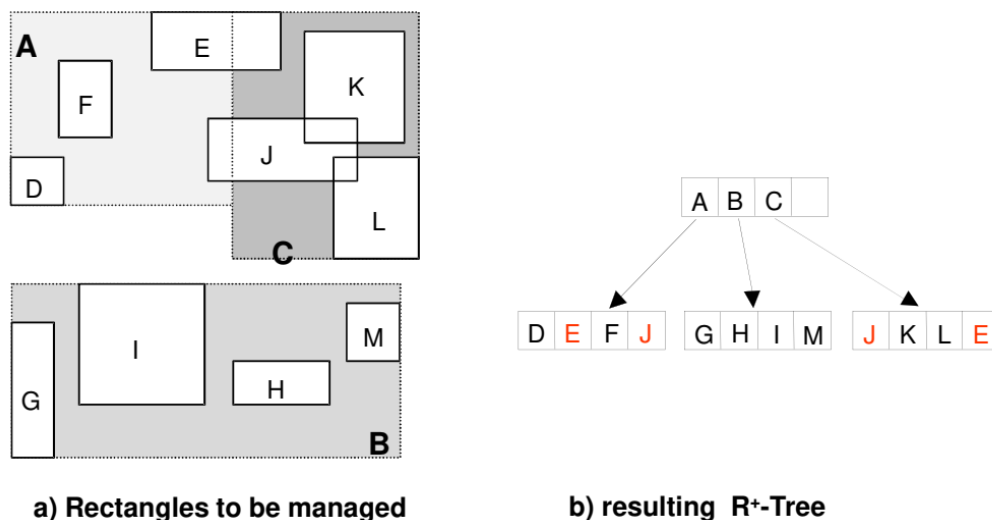 A
E
F
K
J
D
L
C
I
M
G
H
B
a) Rectangles to be managed
A B C
D E F J G H I M J K L E
b) resulting R+-Tree